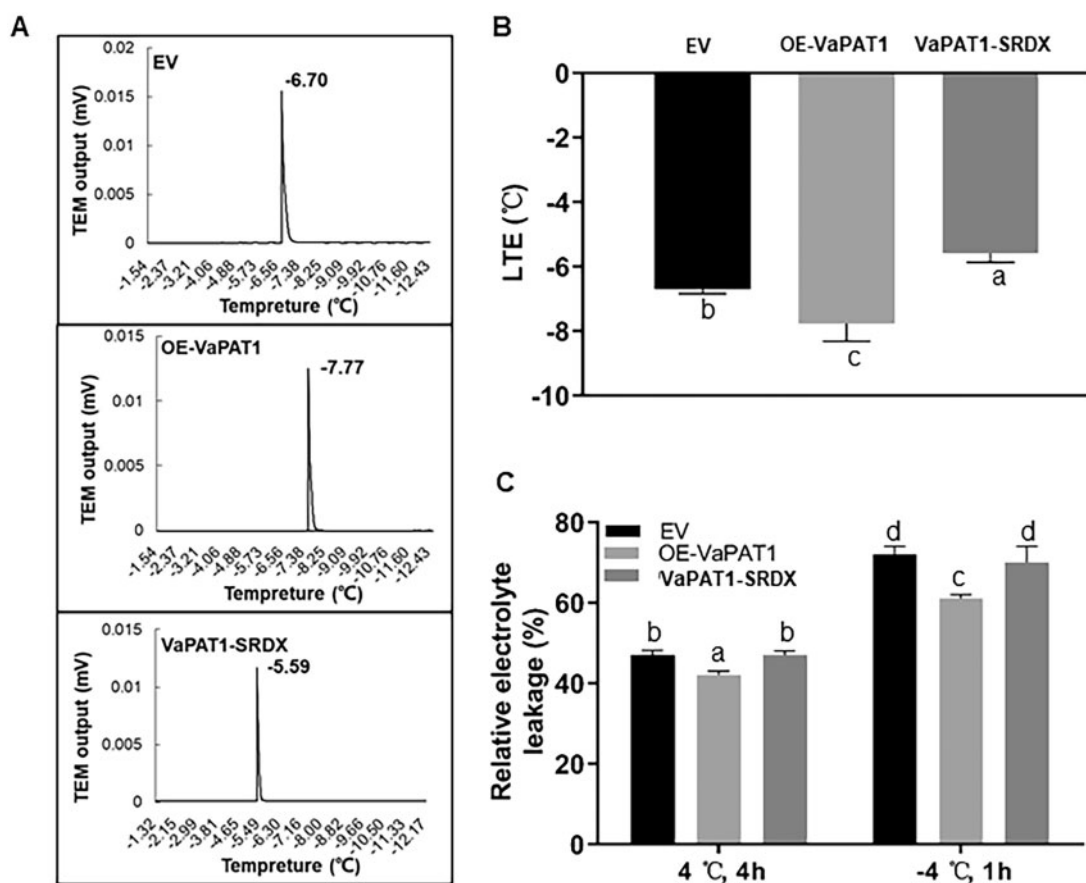 A
EV
-6.70
TEM output (mV)
0.02
0.015
0.01
0.005
0
-1.54
-2.37
-3.21
-4.06
-4.88
-5.73
-6.56
-7.38
-8.25
-9.09
-9.92
-10.76
-11.60
-12.43
Tempreture (℃)
OE-VaPAT1
-7.77
TEM output (mV)
0.015
0.01
0.005
0
-1.54
-2.37
-3.21
-4.06
-4.88
-5.73
-6.56
-7.38
-8.25
-9.09
-9.92
-10.76
-11.60
-12.43
Tempreture (℃)
VaPAT1-SRDX
-5.59
TEM output (mV)
0.015
0.01
0.005
0
-1.32
-2.15
-2.99
-3.81
-4.65
-5.49
-6.30
-7.16
-8.00
-8.82
-9.66
-10.50
-11.33
-12.17
Tempreture (℃)
B
EV OE-VaPAT1 VaPAT1-SRDX
LTE (℃)
0
-2
-4
-6
-8
-10
b
c
a
C
EV
OE-VaPAT1
VaPAT1-SRDX
Relative electrolyte
leakage (%)
80
60
40
20
0
b a b d c d
4 ℃, 4h -4 ℃, 1h